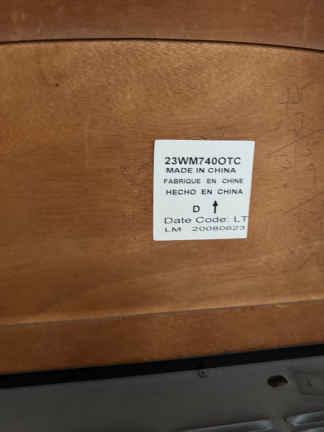 23WM740OTC
MADE IN CHINA
FABRIQUE EN CHINE
HECHO EN CHINA
D ↑
Date Code: LT
LM 20080623